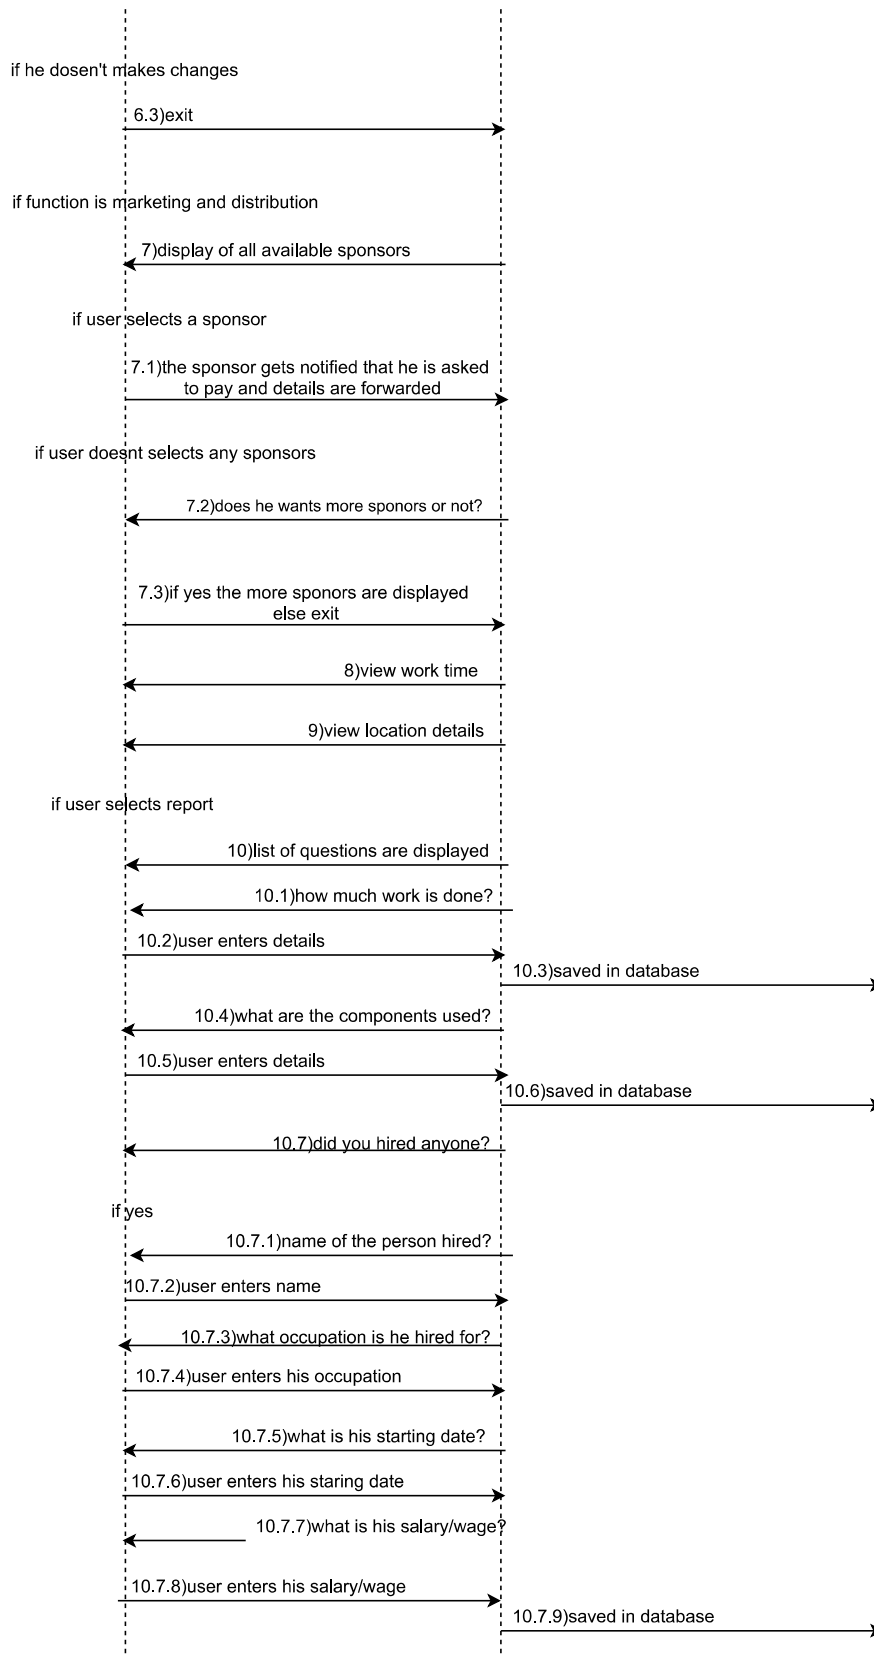 if he dosen't makes changes
6.3)exit
if function is marketing and distribution
7)display of all available sponsors
if user selects a sponsor
7.1)the sponsor gets notified that he is asked
to pay and details are forwarded
if user doesnt selects any sponsors
7.2)does he wants more sponors or not?
7.3)if yes the more sponors are displayed
else exit
8)view work time
9)view location details
if user selects report
10)list of questions are displayed
10.1)how much work is done?
10.2)user enters details
10.3)saved in database
10.4)what are the components used?
10.5)user enters details
10.6)saved in database
10.7)did you hired anyone?
if yes
10.7.1)name of the person hired?
10.7.2)user enters name
10.7.3)what occupation is he hired for?
10.7.4)user enters his occupation
10.7.5)what is his starting date?
10.7.6)user enters his staring date
10.7.7)what is his salary/wage?
10.7.8)user enters his salary/wage
10.7.9)saved in database